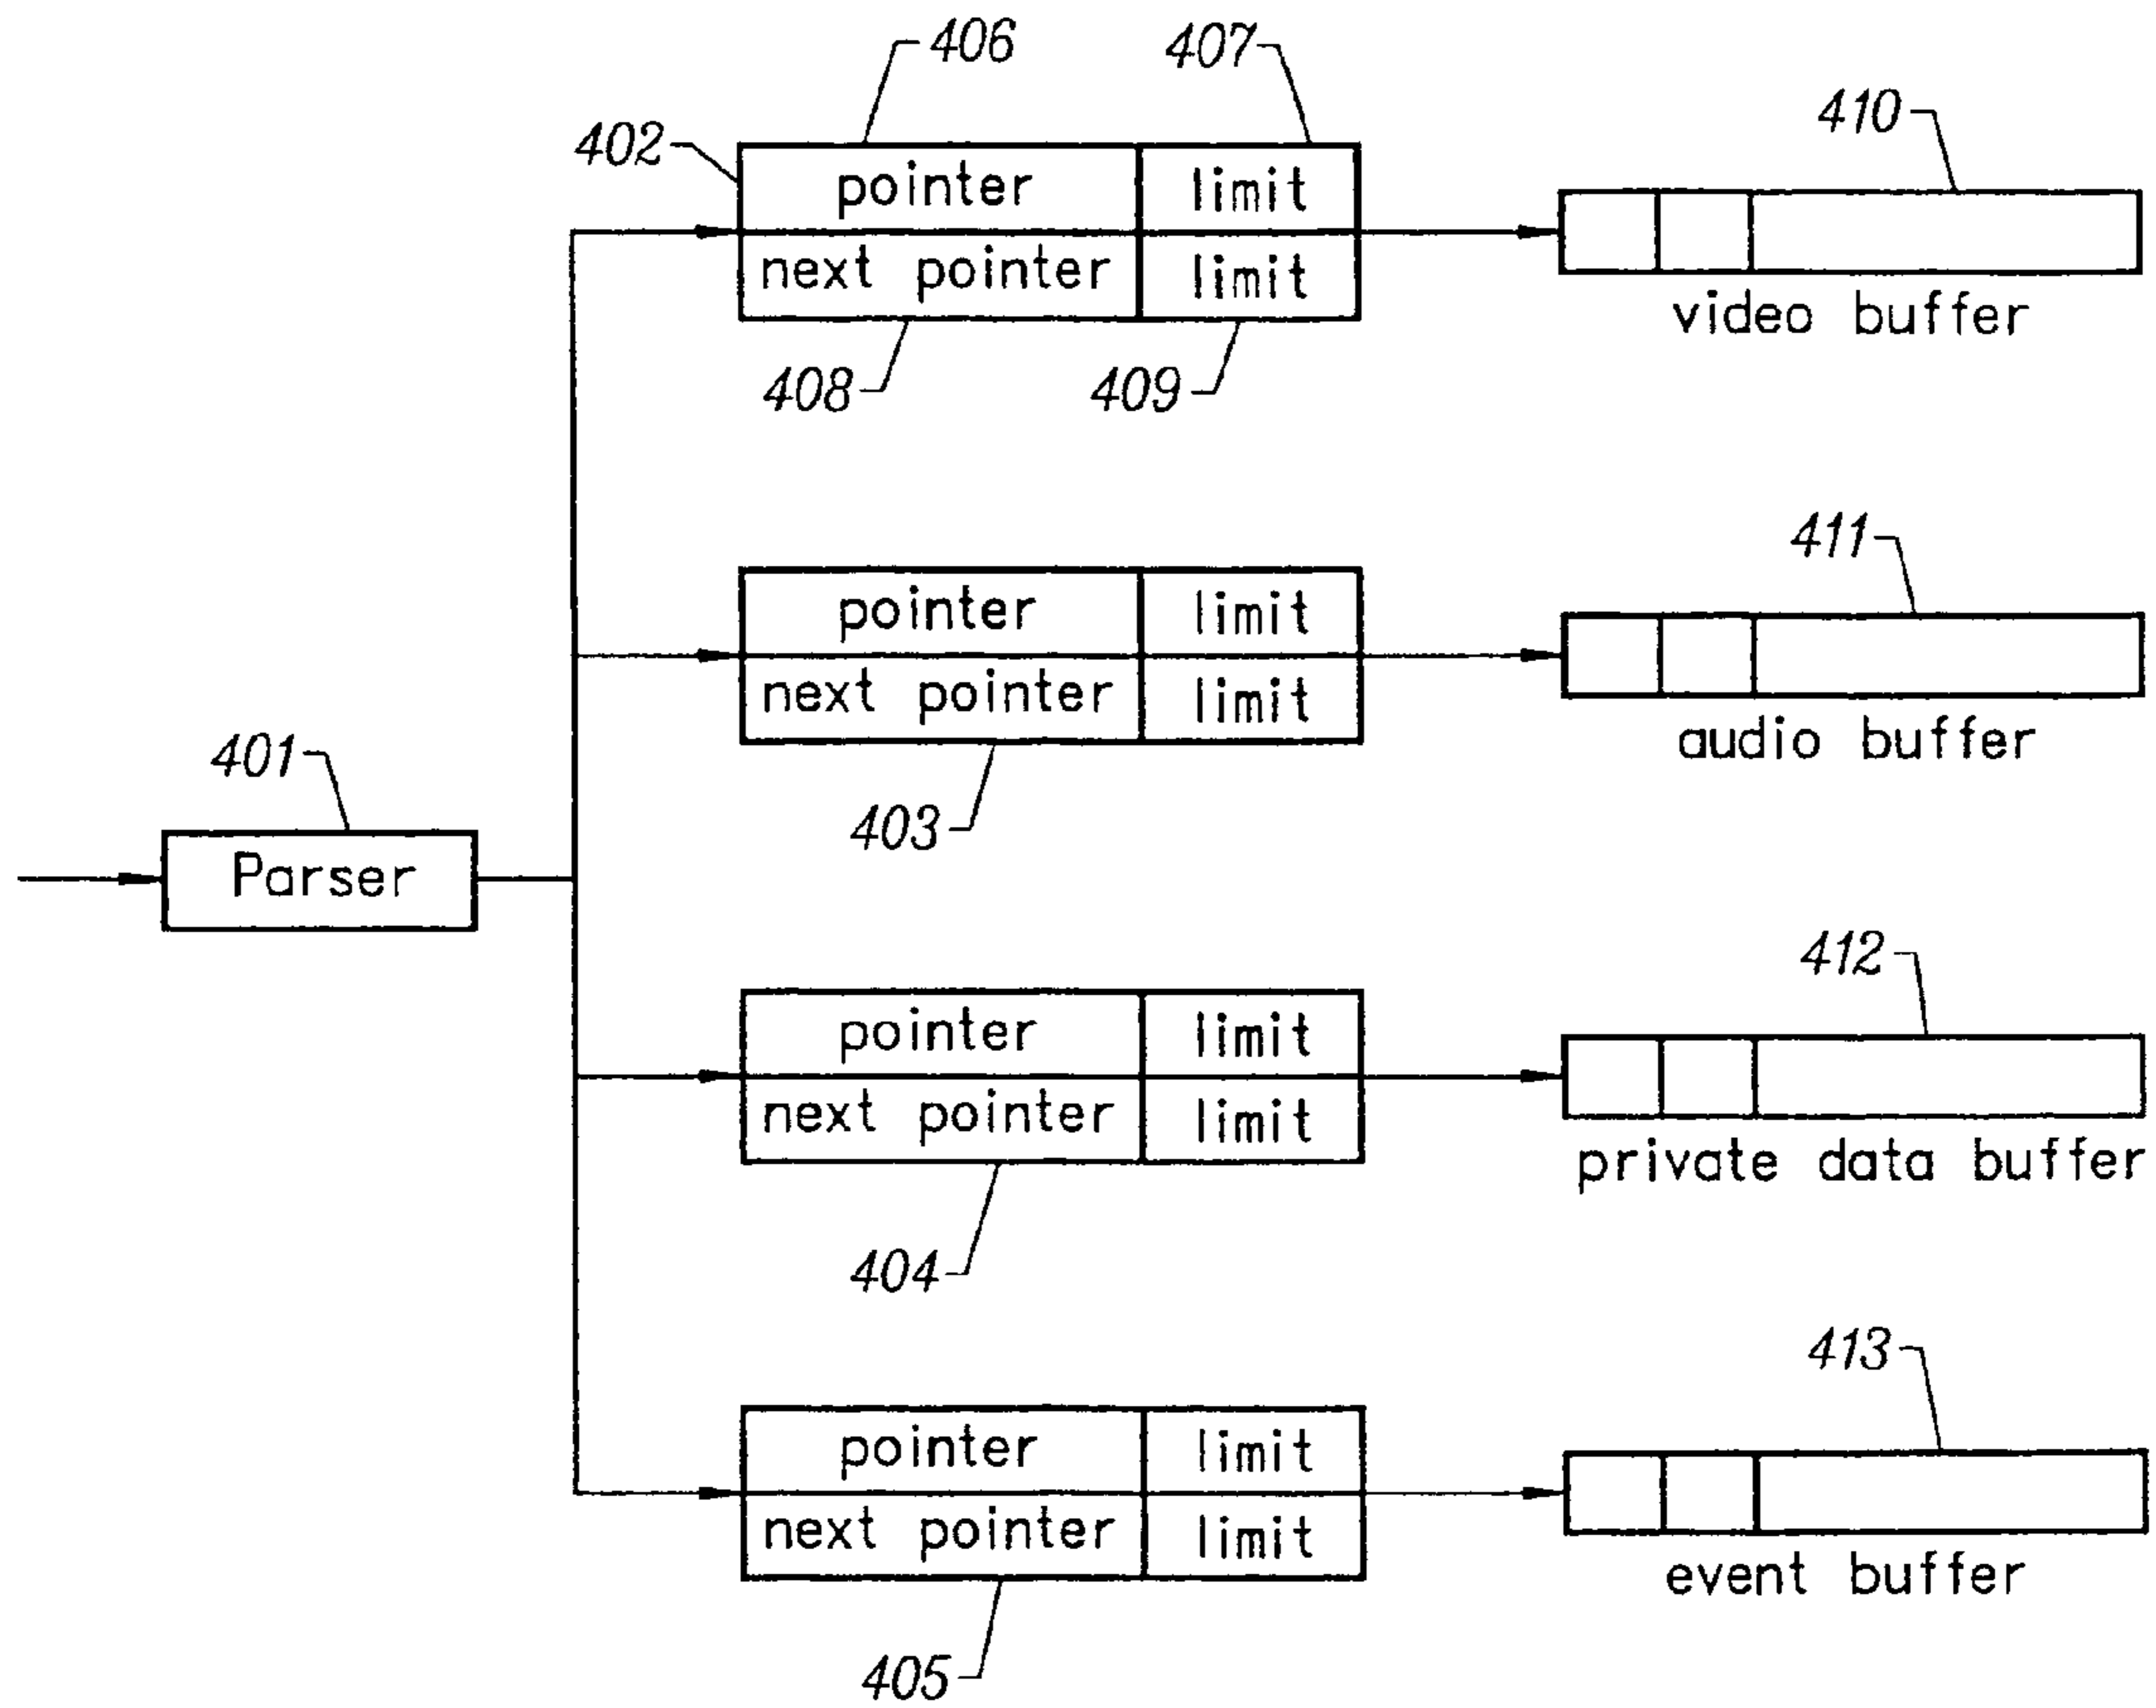 406
407
402
410
pointer limit
next pointer limit
video buffer
408
409
411
pointer limit
next pointer limit
audio buffer
401
403
Parser
412
pointer limit
next pointer limit
private data buffer
404
413
pointer limit
next pointer limit
event buffer
405